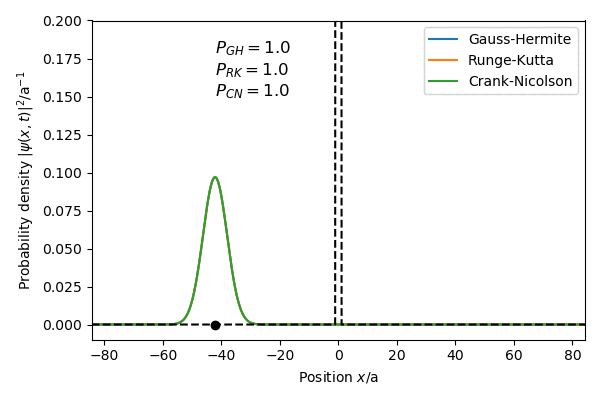 P_GH = 1.0
P_RK = 1.0
P_CN = 1.0
Gauss-Hermite
Runge-Kutta
Crank-Nicolson
Probability density |ψ(x, t)|²/a⁻¹
0.200
0.175
0.150
0.125
0.100
0.075
0.050
0.025
0.000
−80 −60 −40 −20 0 20 40 60 80
Position x/a